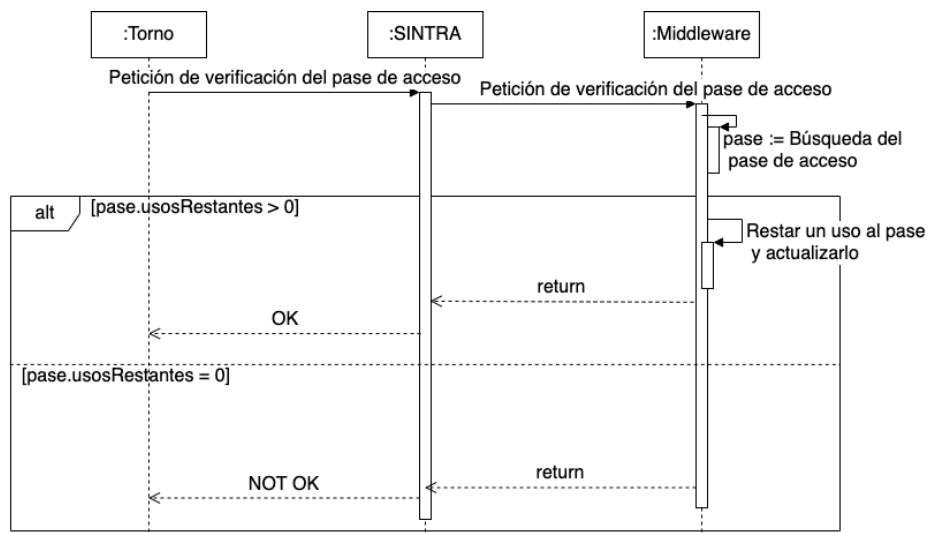 :Torno
:SINTRA
:Middleware
Petición de verificación del pase de acceso
Petición de verificación del pase de acceso
pase := Búsqueda del
pase de acceso
alt
[pase.usosRestantes > 0]
Restar un uso al pase
y actualizarlo
return
OK
[pase.usosRestantes = 0]
return
NOT OK